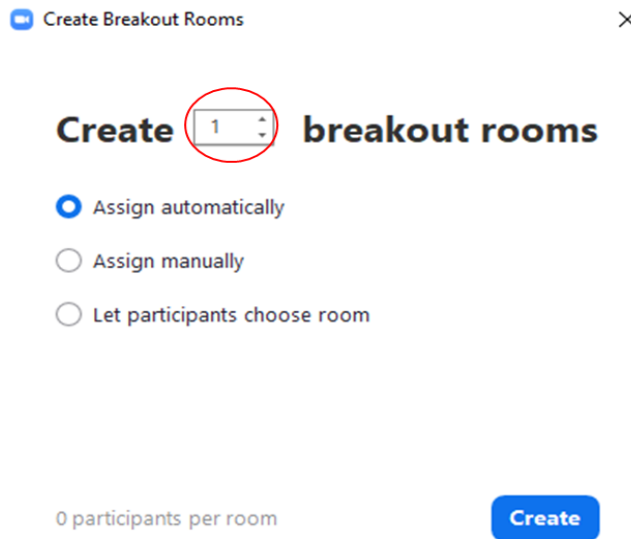 Create Breakout Rooms
Create 1 breakout rooms
Assign automatically
Assign manually
Let participants choose room
0 participants per room
Create